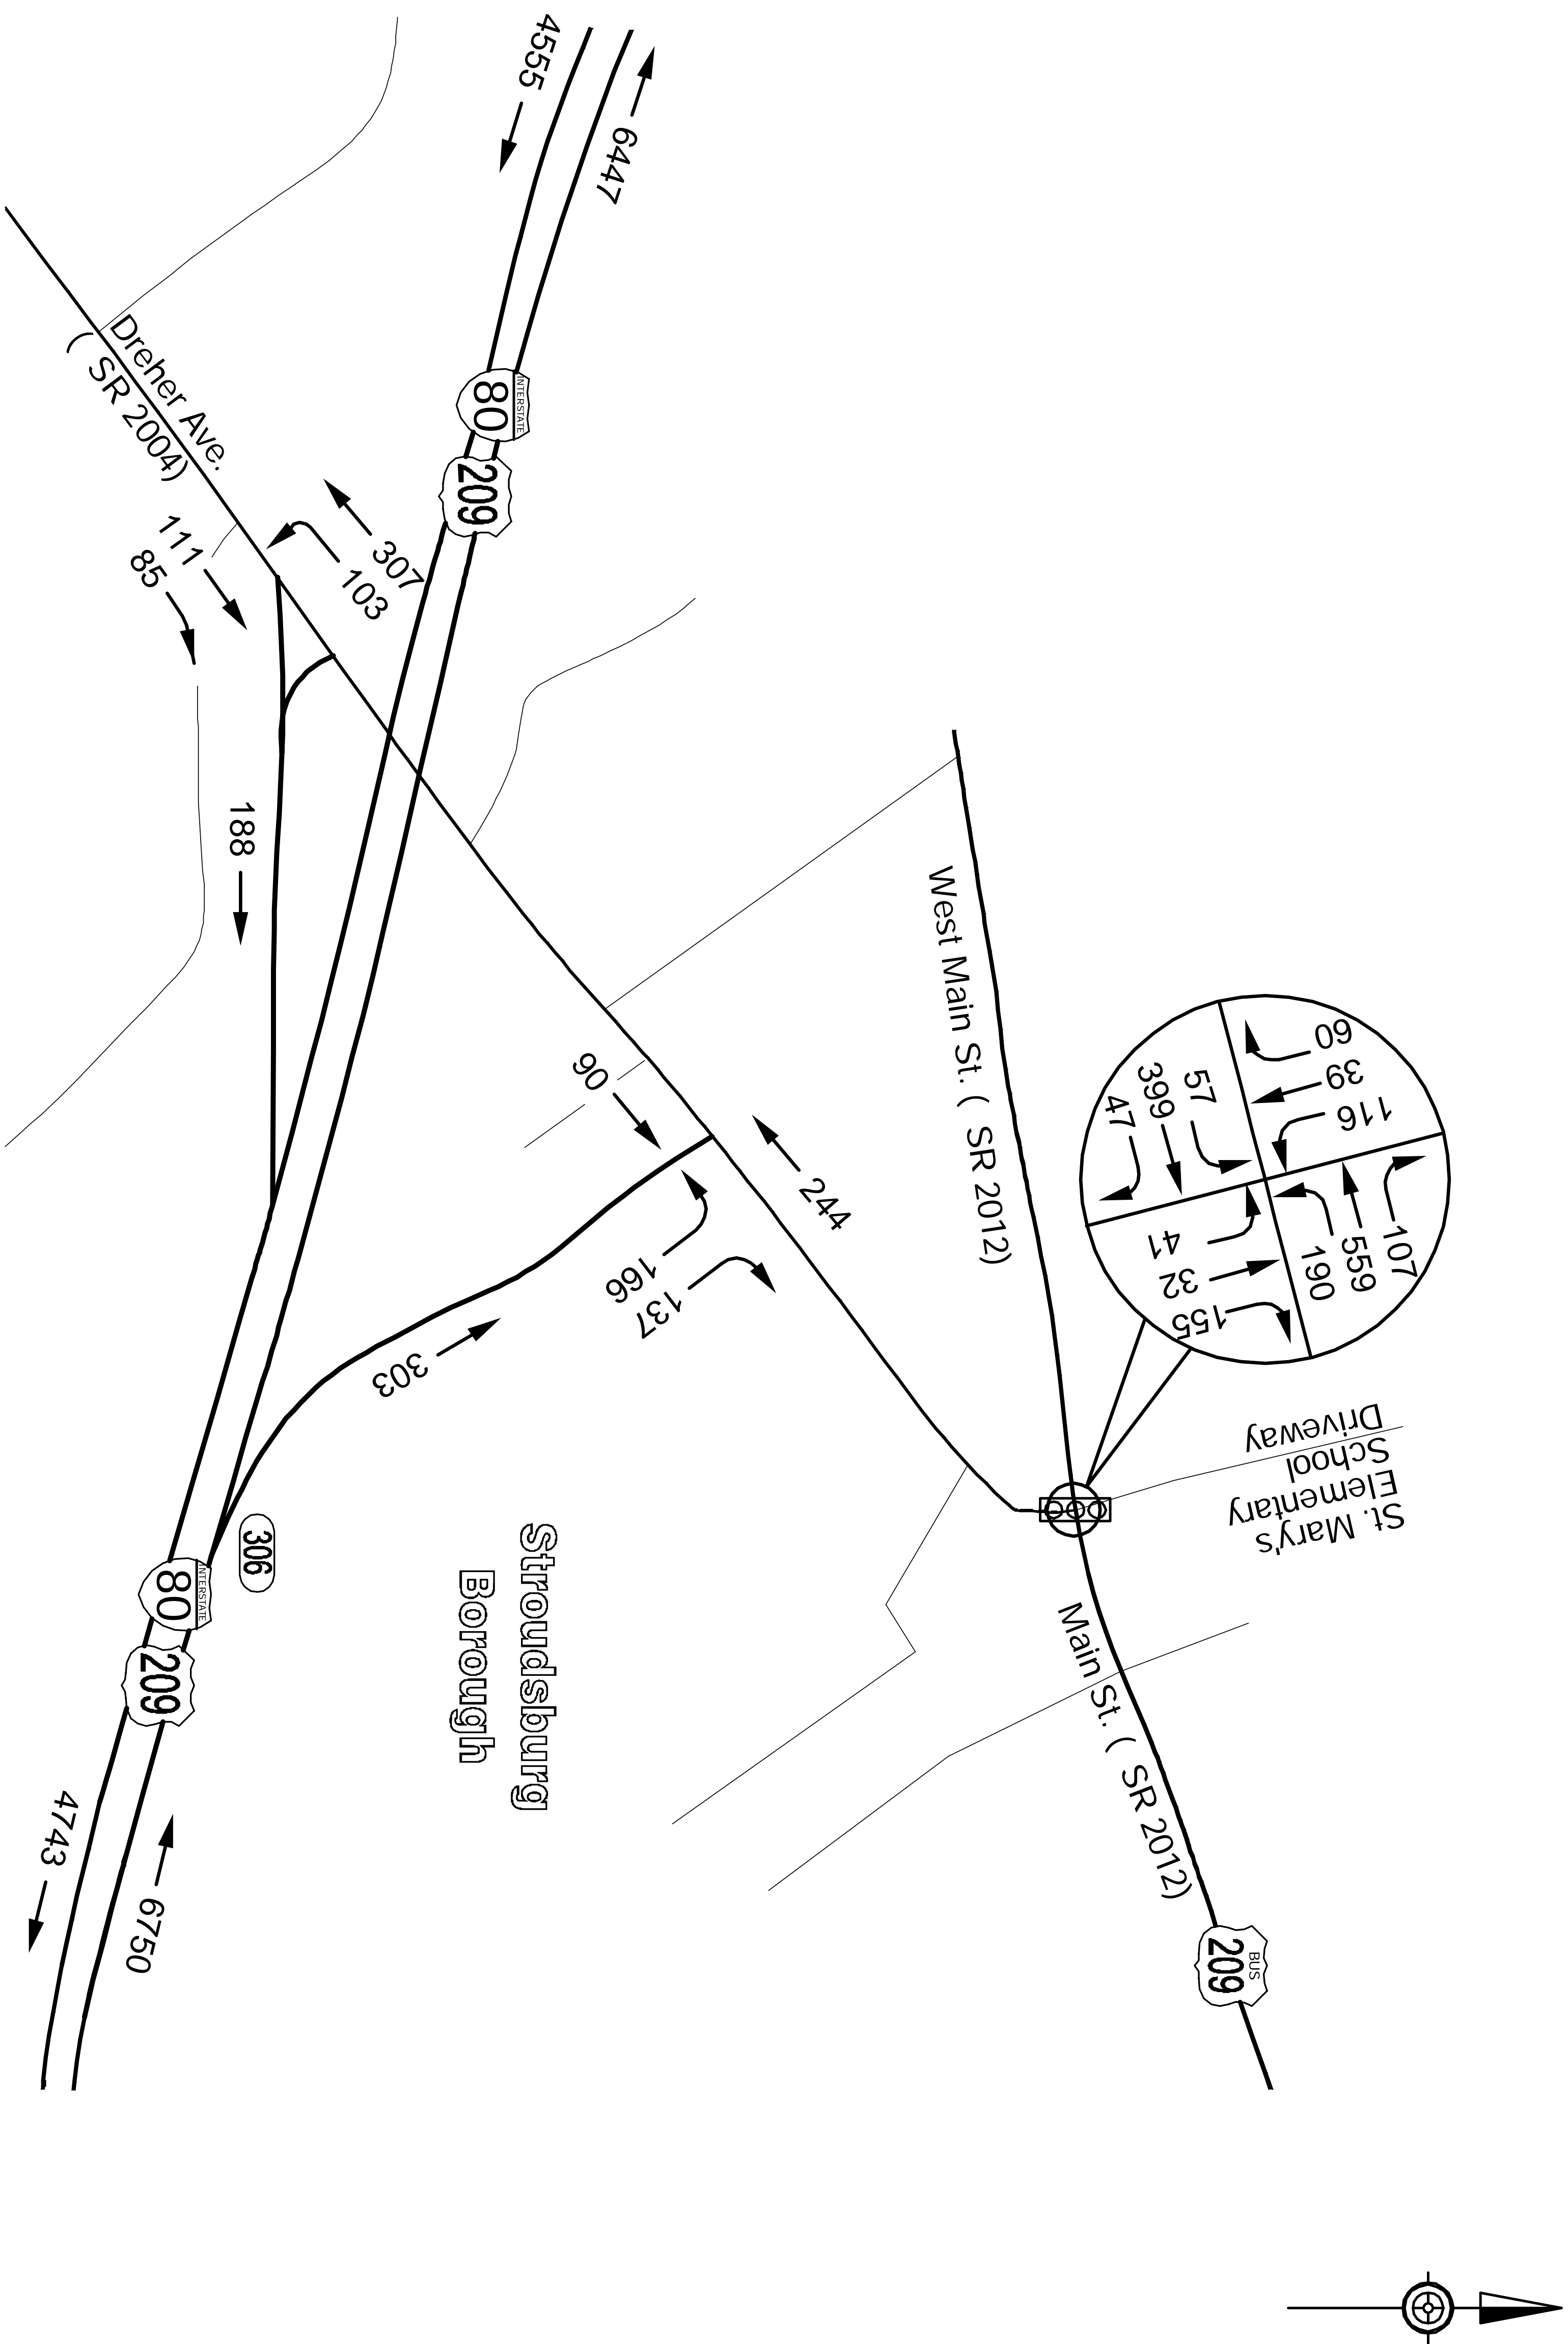 4555
6447
Dreher Ave.
( SR 2004)
INTERSTATE
80
209
111
85
307
103
188
90
244
166
137
303
West Main St. ( SR 2012)
60
39
116
57
399
47
41
32
155
107
559
190
St. Mary's
Elementary
School
Driveway
306
INTERSTATE
80
209
Stroudsburg
Borough
Main St. ( SR 2012)
4743
6750
BUS
209